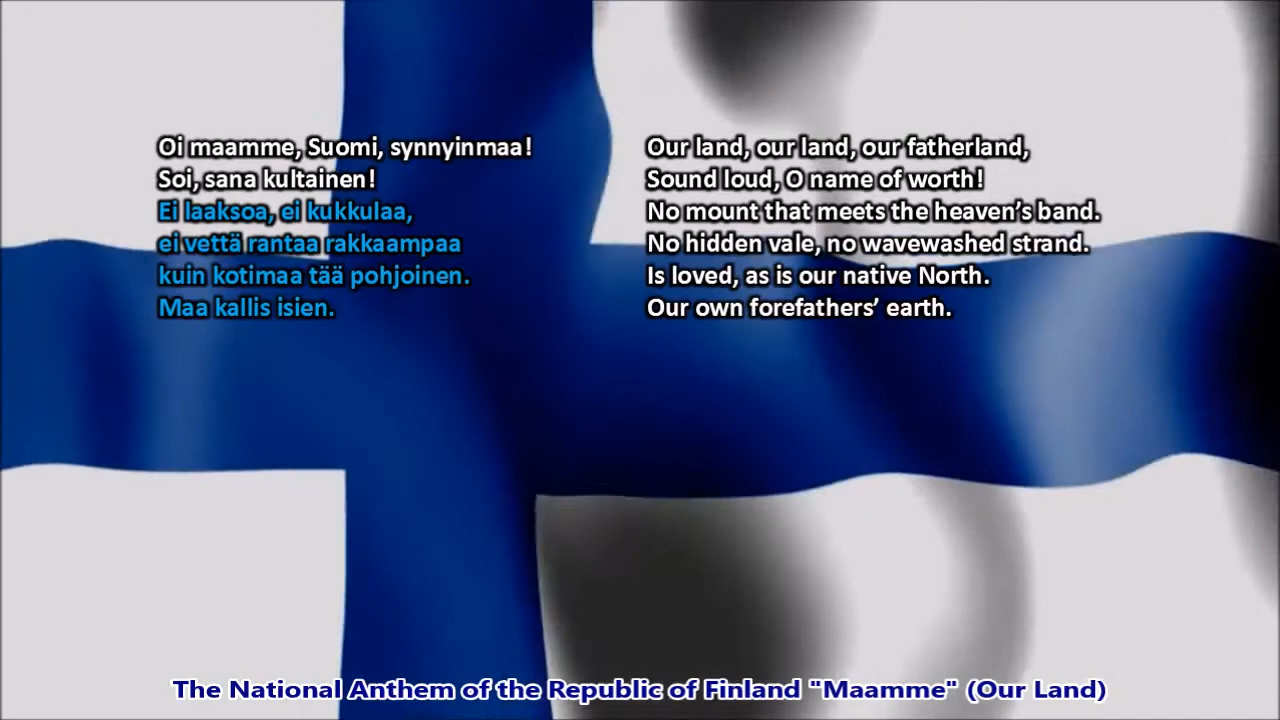 Oi maamme, Suomi, synnyinmaa!
Soi, sana kultainen!
Ei laaksoa, ei kukkulaa,
ei vettä rantaa rakkaampaa
kuin kotimaa tää pohjoinen.
Maa kallis isien.
Our land, our land, our fatherland,
Sound loud, O name of worth!
No mount that meets the heaven’s band.
No hidden vale, no wavewashed strand.
Is loved, as is our native North.
Our own forefathers’ earth.
The National Anthem of the Republic of Finland "Maamme" (Our Land)